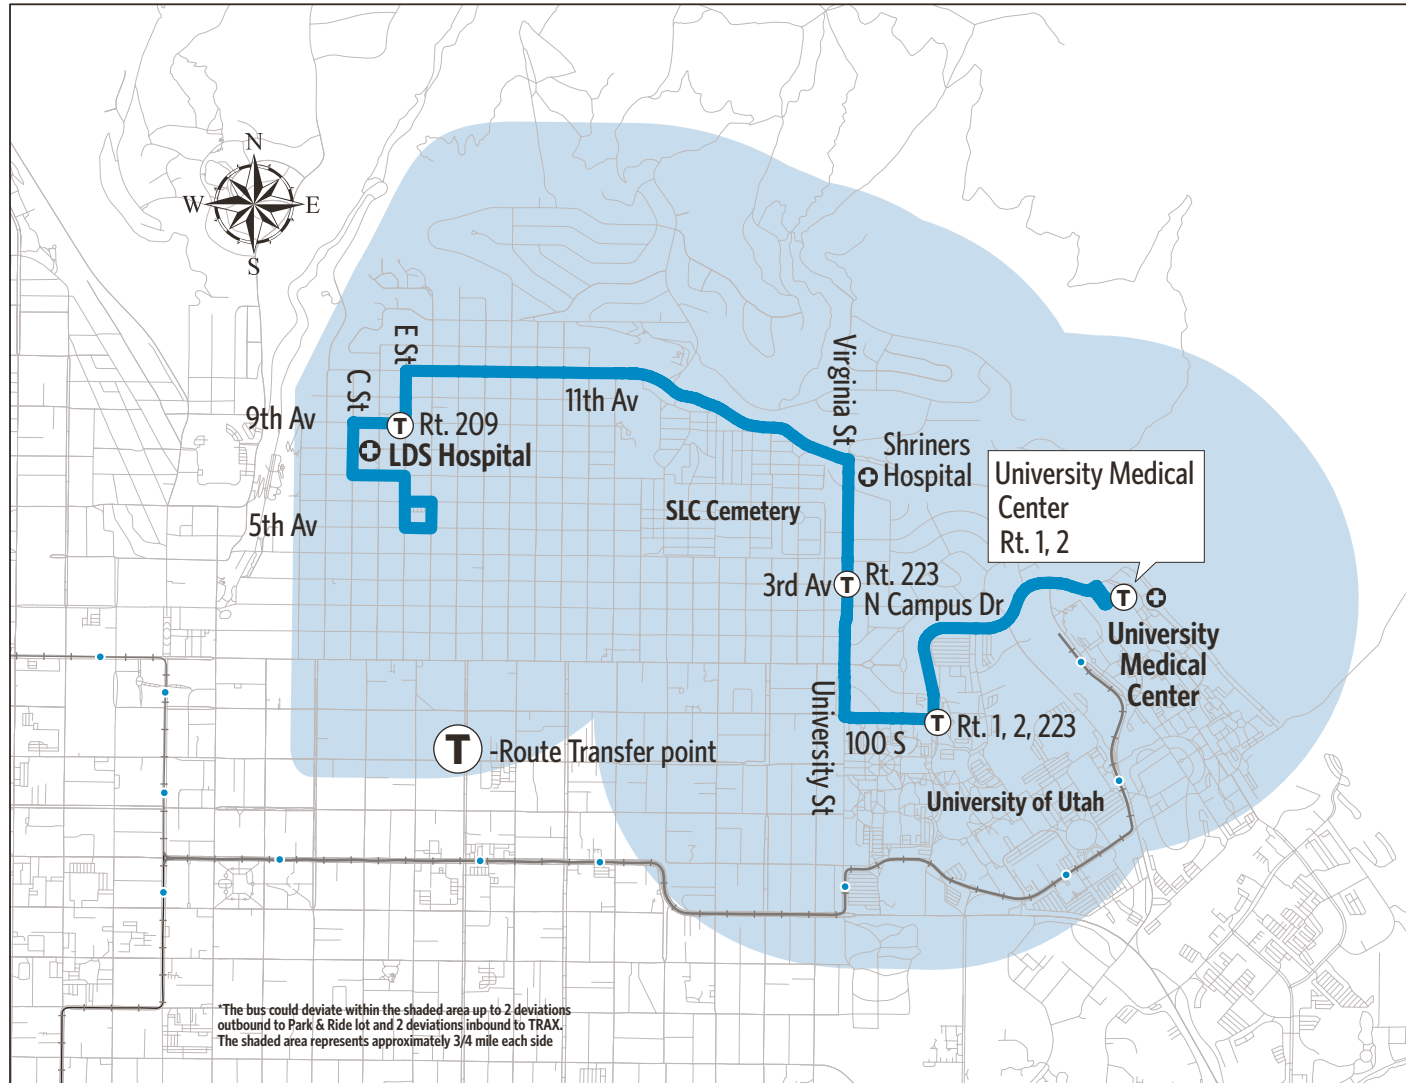 N
W
E
S
E St
C St
9th Av
T
Rt. 209
LDS Hospital
5th Av
11th Av
Virginia St
Shriners
Hospital
SLC Cemetery
University Medical
Center
Rt. 1, 2
3rd Av
T
Rt. 223
N Campus Dr
T
University
Medical
Center
University St
100 S
T
Rt. 1, 2, 223
T
-Route Transfer point
University of Utah
*The bus could deviate within the shaded area up to 2 deviations
outbound to Park & Ride lot and 2 deviations inbound to TRAX.
The shaded area represents approximately 3/4 mile each side